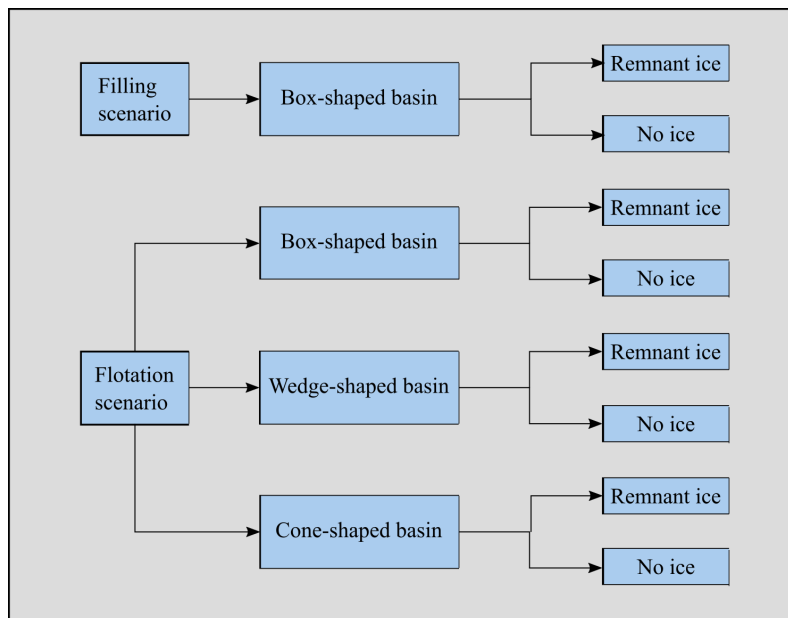 Filling
scenario
Box-shaped basin
Remnant ice
No ice
Box-shaped basin
Remnant ice
No ice
Flotation
scenario
Wedge-shaped basin
Remnant ice
No ice
Cone-shaped basin
Remnant ice
No ice